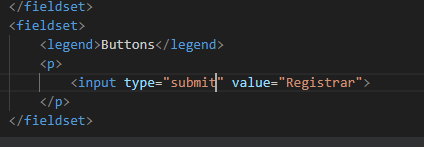 </fieldset>
<fieldset>
<legend>Buttons</legend>
<p>
<input type="submit" value="Registrar">
</p>
</fieldset>